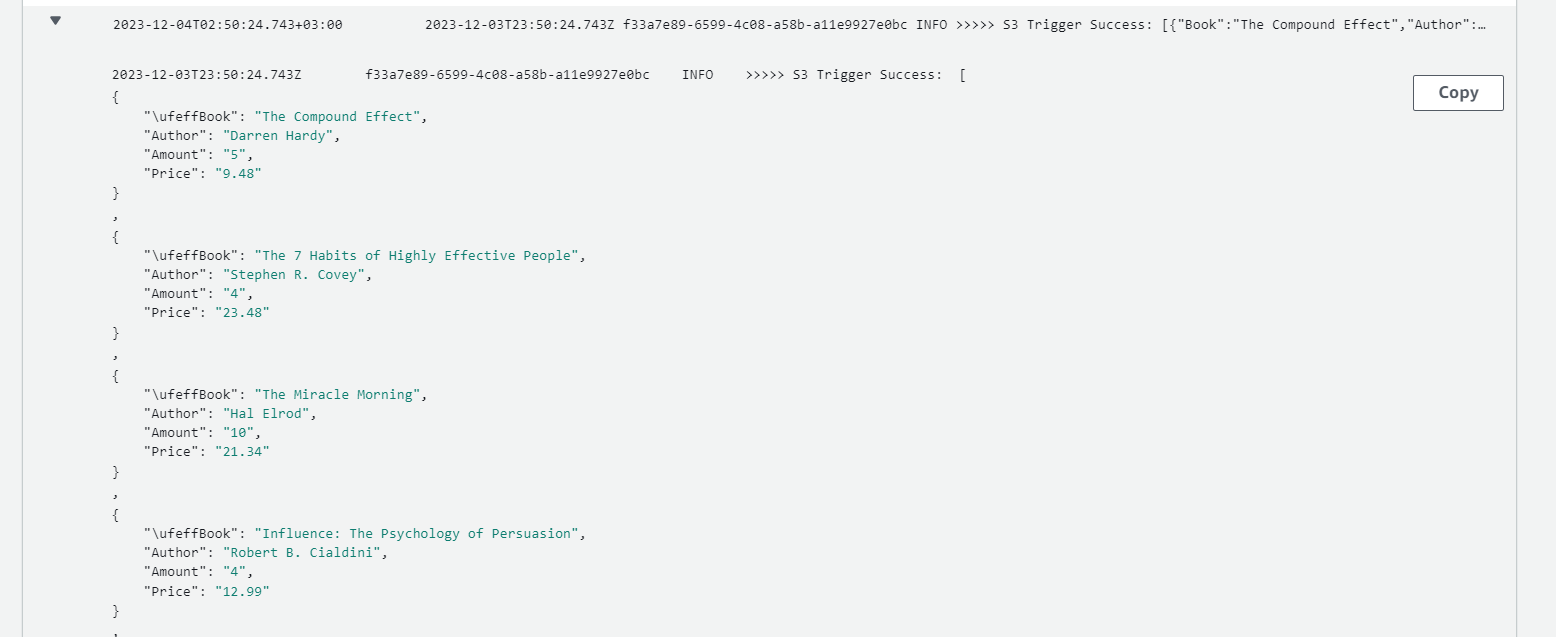 2023-12-04T02:50:24.743+03:00 2023-12-03T23:50:24.743Z f33a7e89-6599-4c08-a58b-a11e9927e0bc INFO >>>>> S3 Trigger Success: [{"Book":"The Compound Effect","Author":…
2023-12-03T23:50:24.743Z f33a7e89-6599-4c08-a58b-a11e9927e0bc INFO >>>>> S3 Trigger Success: [
Copy
{
"\ufeffBook": "The Compound Effect",
"Author": "Darren Hardy",
"Amount": "5",
"Price": "9.48"
}
,
{
"\ufeffBook": "The 7 Habits of Highly Effective People",
"Author": "Stephen R. Covey",
"Amount": "4",
"Price": "23.48"
}
,
{
"\ufeffBook": "The Miracle Morning",
"Author": "Hal Elrod",
"Amount": "10",
"Price": "21.34"
}
,
{
"\ufeffBook": "Influence: The Psychology of Persuasion",
"Author": "Robert B. Cialdini",
"Amount": "4",
"Price": "12.99"
}
,